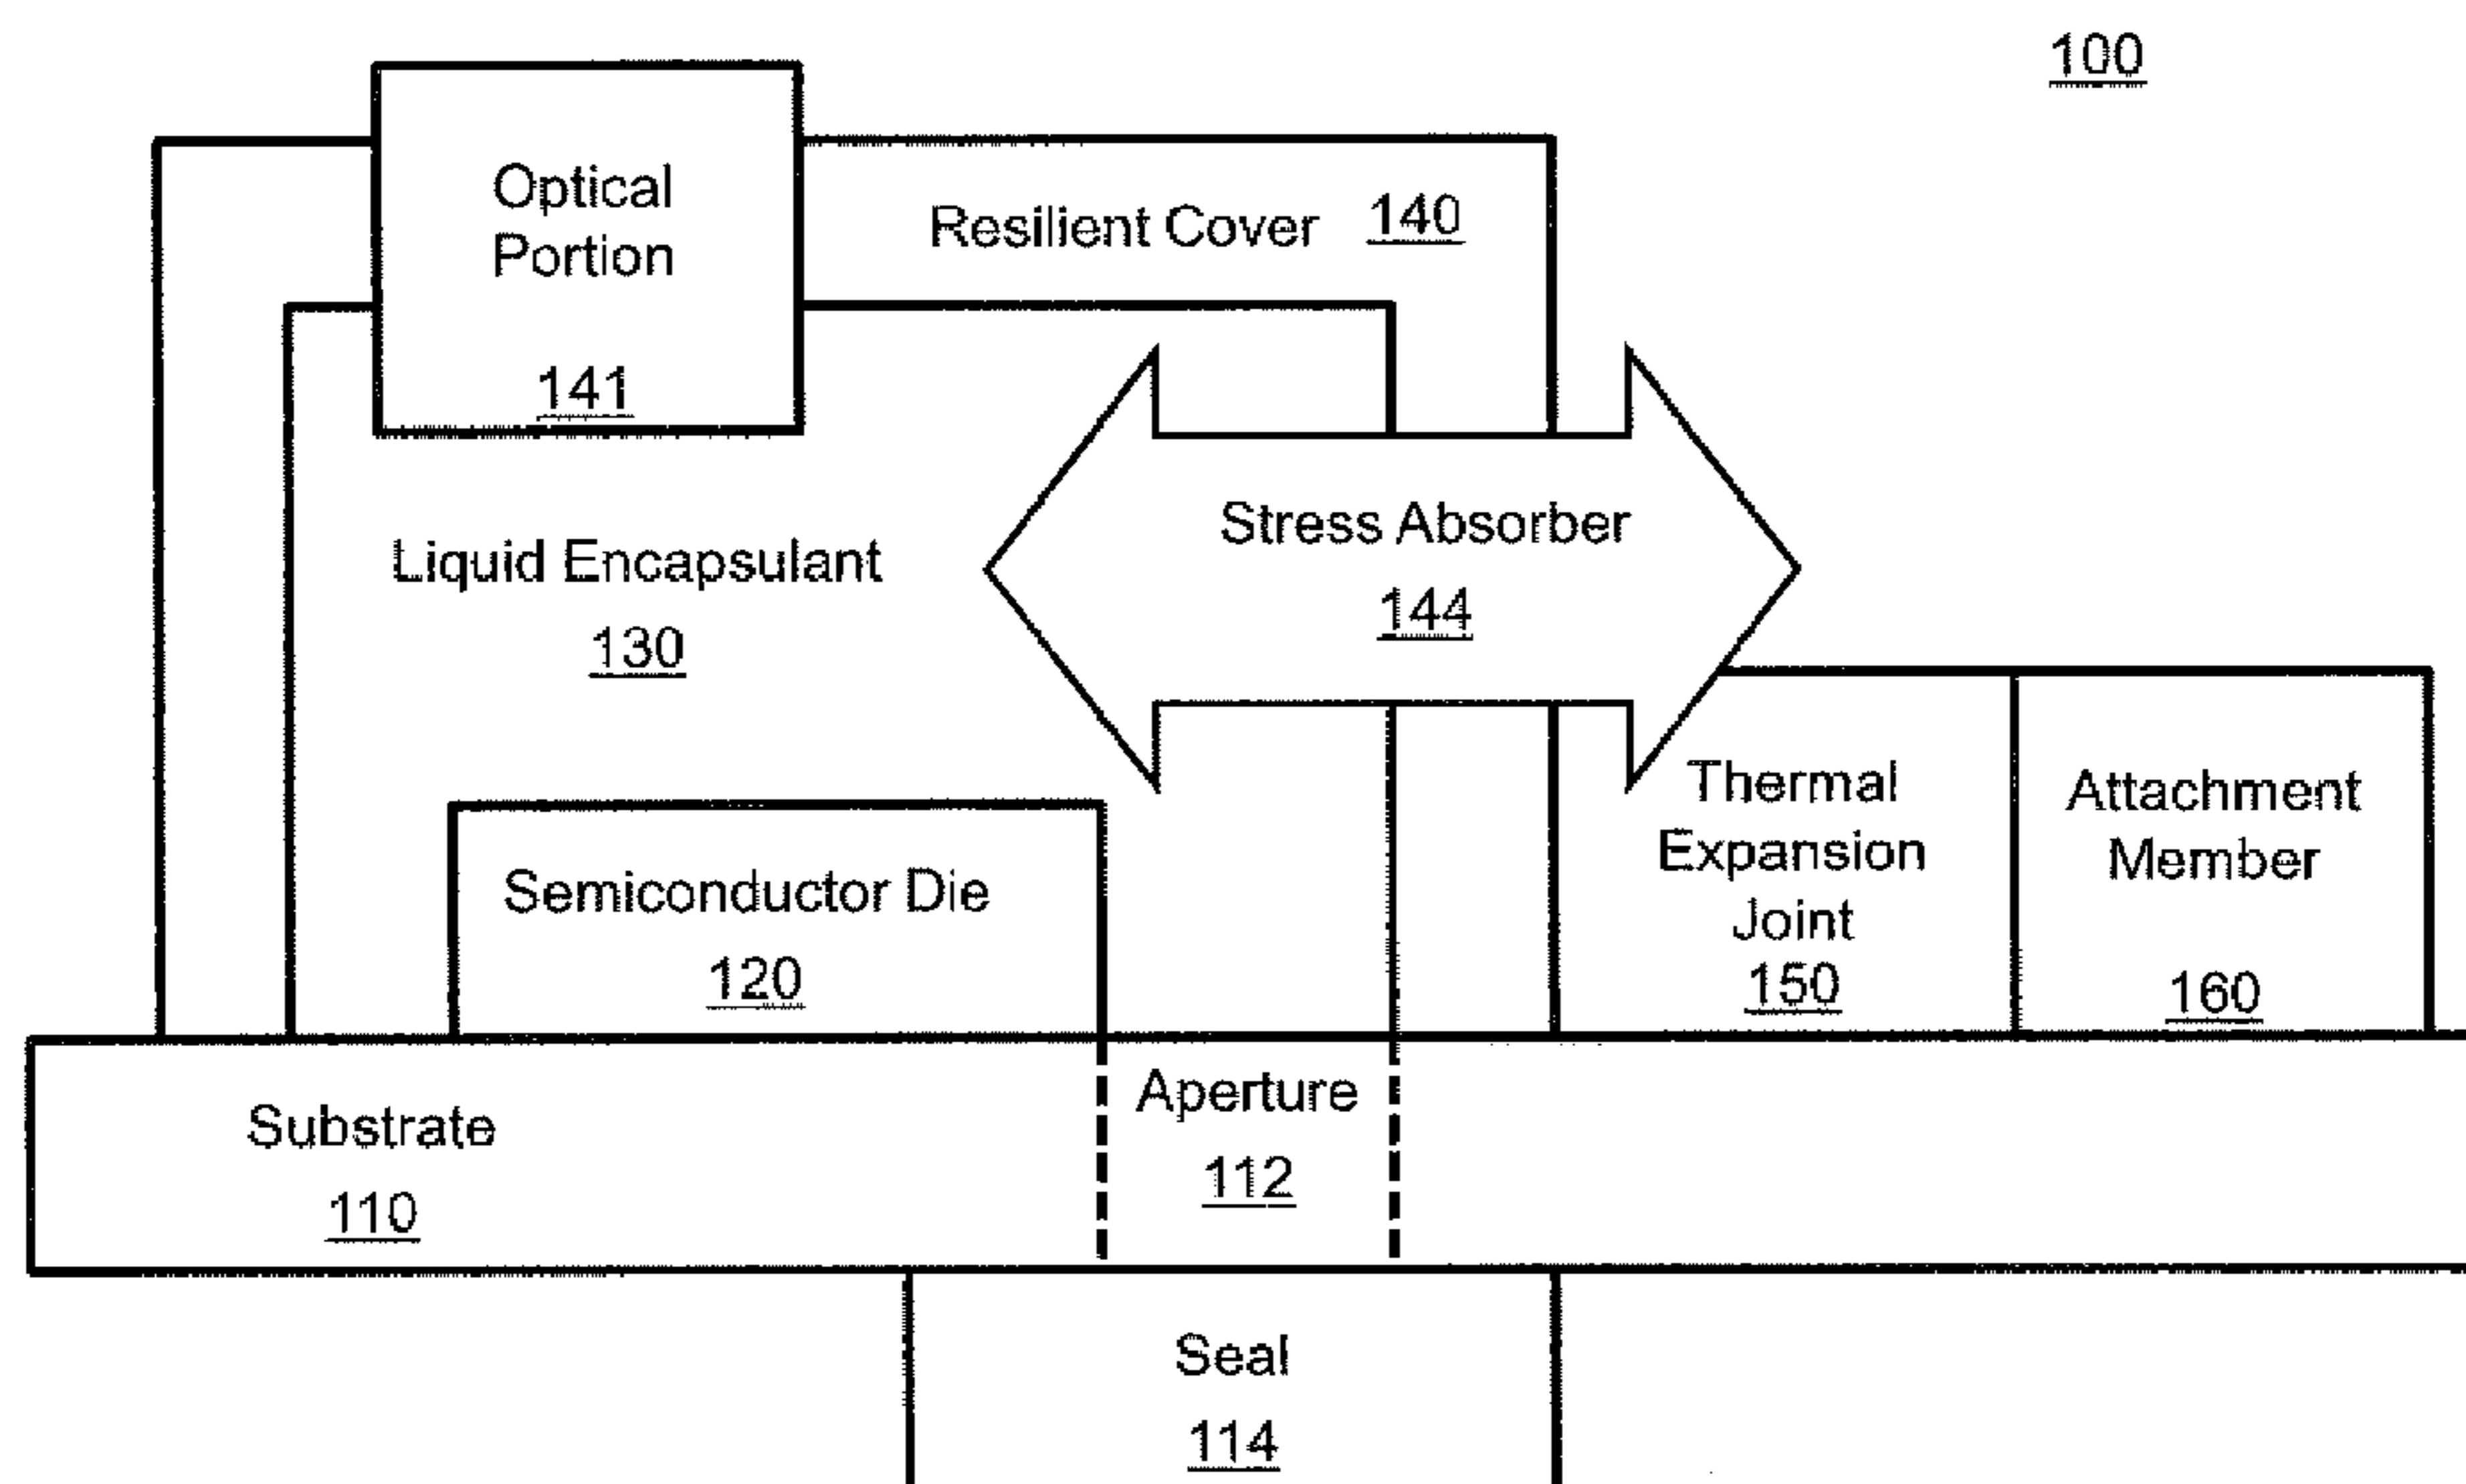 100
Optical
Portion
141
Resilient Cover 140
Stress Absorber
144
Liquid Encapsulant
130
Thermal
Expansion
Joint
150
Attachment
Member
160
Semiconductor Die
120
Substrate
110
Aperture
112
Seal
114